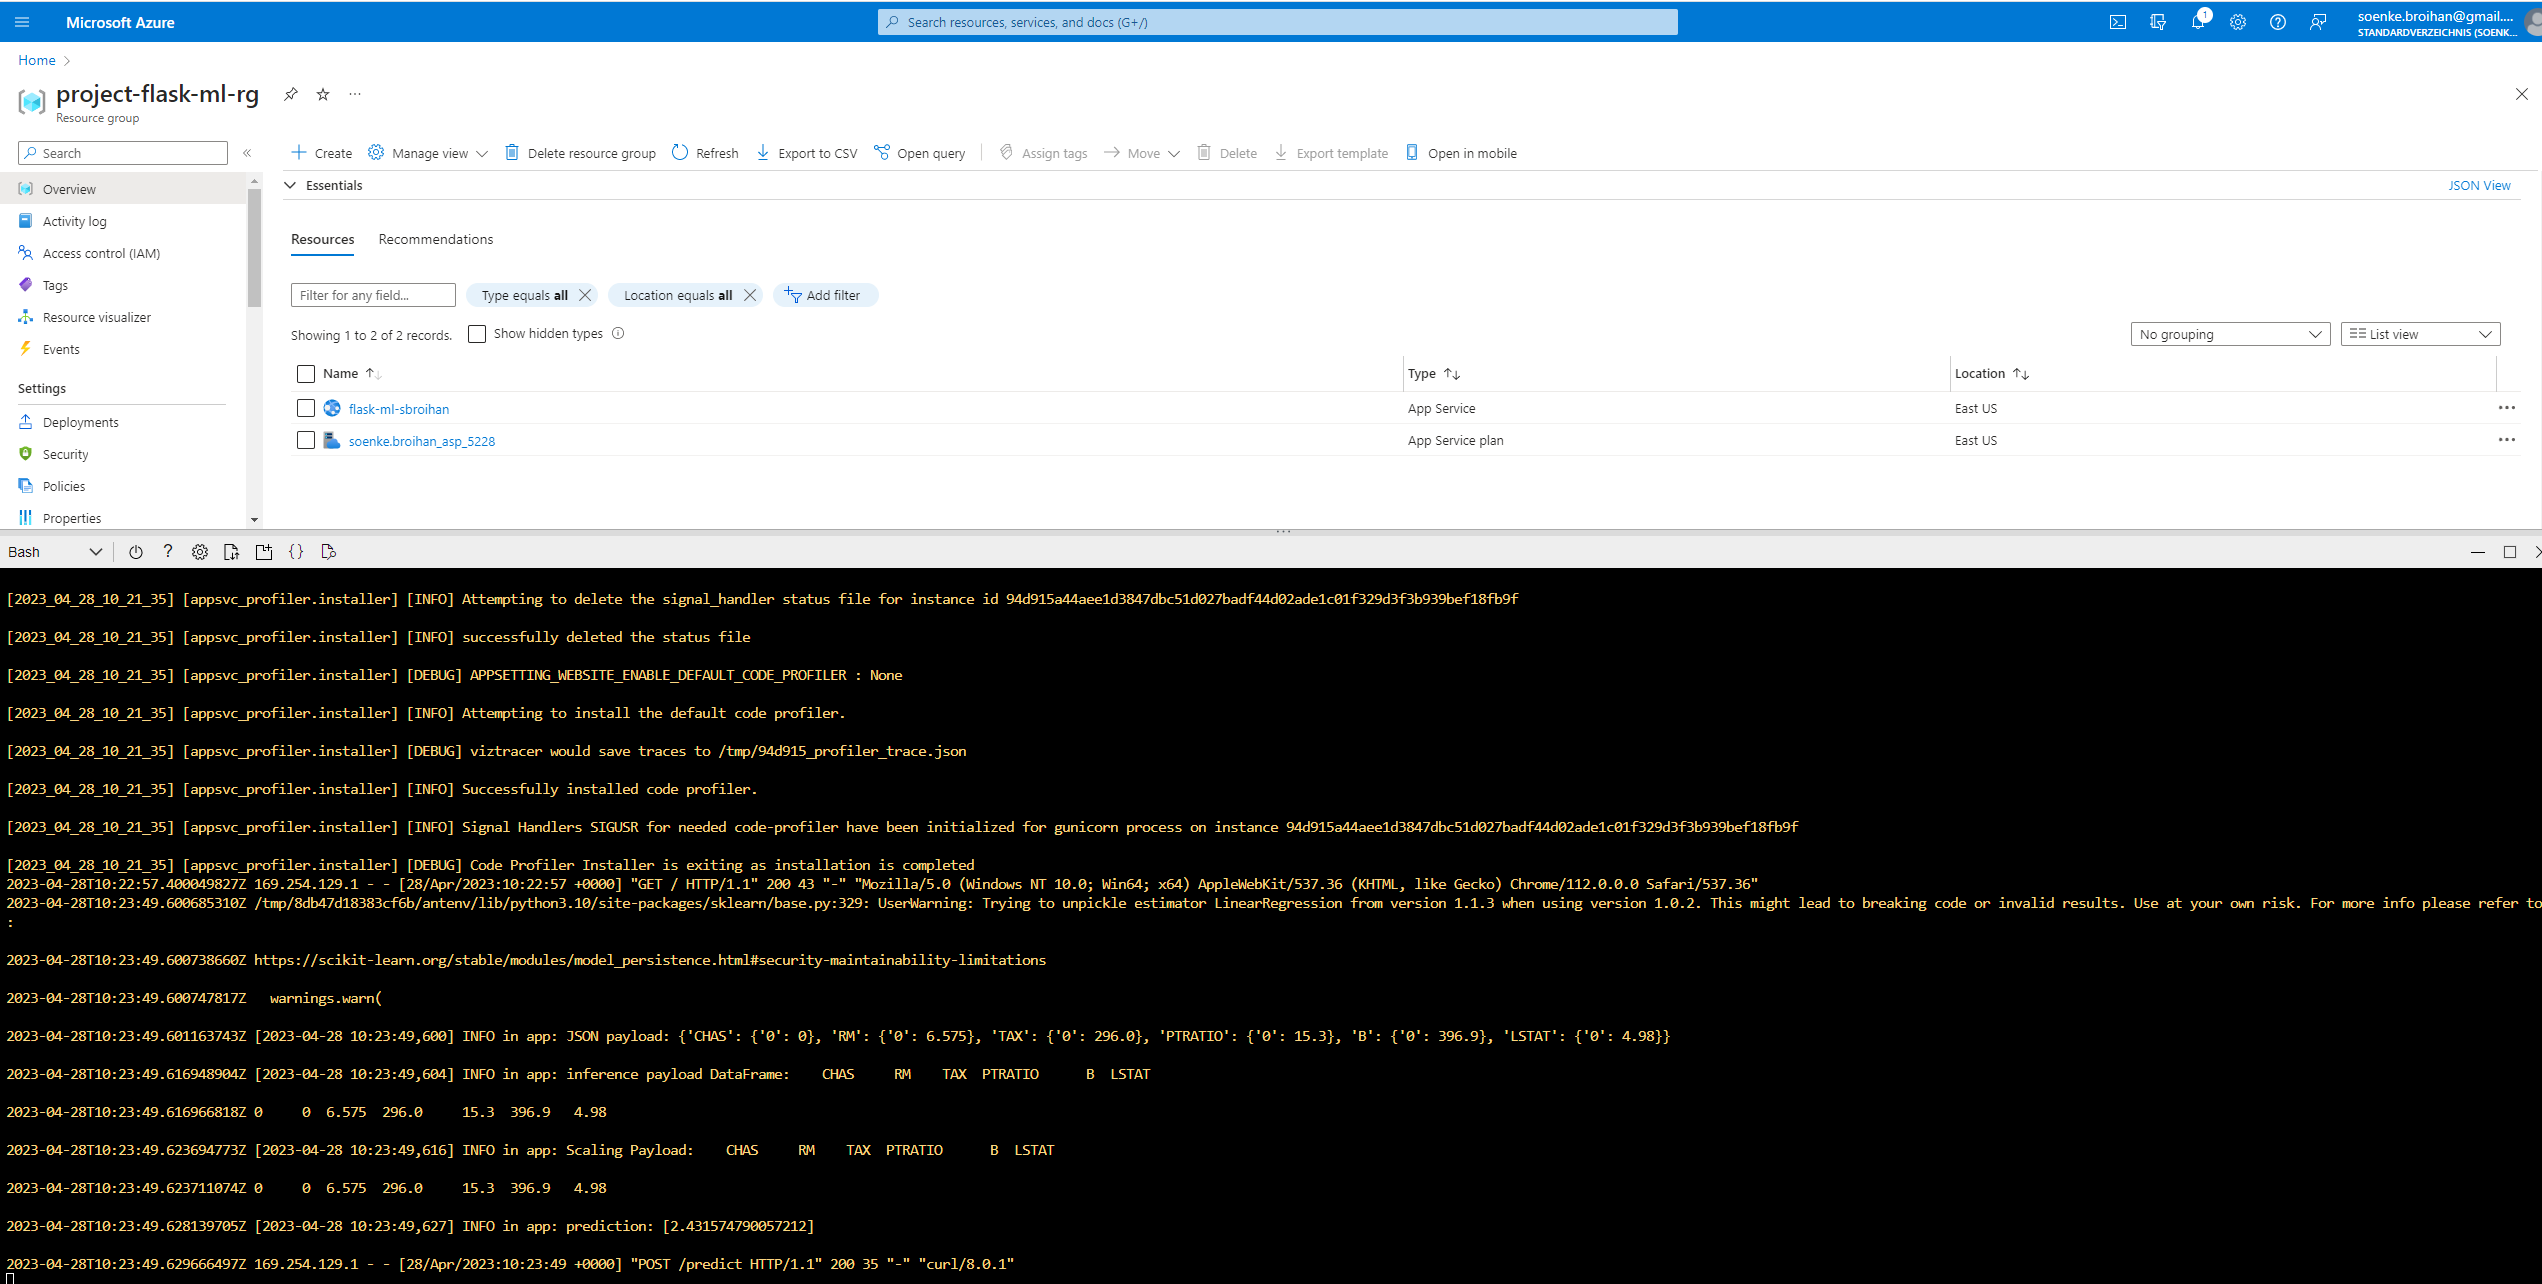 Microsoft Azure
Search resources, services, and docs (G+/)
1
soenke.broihan@gmail....
STANDARDVERZEICHNIS (SOENK...
Home
project-flask-ml-rg
Resource group
Search
Create
Manage view
Delete resource group
Refresh
Export to CSV
Open query
Assign tags
Move
Delete
Export template
Open in mobile
Overview
Activity log
Access control (IAM)
Tags
Resource visualizer
Events
Settings
Deployments
Security
Policies
Properties
Essentials
JSON View
Resources Recommendations
Filter for any field...
Type equals all
Location equals all
Add filter
Showing 1 to 2 of 2 records.
Show hidden types
No grouping
List view
Name Type Location
flask-ml-sbroihan App Service East US
soenke.broihan_asp_5228 App Service plan East US
Bash
[2023_04_28_10_21_35] [appsvc_profiler.installer] [INFO] Attempting to delete the signal_handler status file for instance id 94d915a44aee1d3847dbc51d027badf44d02ade1c01f329d3f3b939bef18fb9f
[2023_04_28_10_21_35] [appsvc_profiler.installer] [INFO] successfully deleted the status file
[2023_04_28_10_21_35] [appsvc_profiler.installer] [DEBUG] APPSETTING_WEBSITE_ENABLE_DEFAULT_CODE_PROFILER : None
[2023_04_28_10_21_35] [appsvc_profiler.installer] [INFO] Attempting to install the default code profiler.
[2023_04_28_10_21_35] [appsvc_profiler.installer] [DEBUG] viztracer would save traces to /tmp/94d915_profiler_trace.json
[2023_04_28_10_21_35] [appsvc_profiler.installer] [INFO] Successfully installed code profiler.
[2023_04_28_10_21_35] [appsvc_profiler.installer] [INFO] Signal Handlers SIGUSR for needed code-profiler have been initialized for gunicorn process on instance 94d915a44aee1d3847dbc51d027badf44d02ade1c01f329d3f3b939bef18fb9f
[2023_04_28_10_21_35] [appsvc_profiler.installer] [DEBUG] Code Profiler Installer is exiting as installation is completed
2023-04-28T10:22:57.400049827Z 169.254.129.1 - - [28/Apr/2023:10:22:57 +0000] "GET / HTTP/1.1" 200 43 "-" "Mozilla/5.0 (Windows NT 10.0; Win64; x64) AppleWebKit/537.36 (KHTML, like Gecko) Chrome/112.0.0.0 Safari/537.36"
2023-04-28T10:23:49.600685310Z /tmp/8db47d18383cf6b/antenv/lib/python3.10/site-packages/sklearn/base.py:329: UserWarning: Trying to unpickle estimator LinearRegression from version 1.1.3 when using version 1.0.2. This might lead to breaking code or invalid results. Use at your own risk. For more info please refer to
:
2023-04-28T10:23:49.600738660Z https://scikit-learn.org/stable/modules/model_persistence.html#security-maintainability-limitations
2023-04-28T10:23:49.600747817Z   warnings.warn(
2023-04-28T10:23:49.601163743Z [2023-04-28 10:23:49,600] INFO in app: JSON payload: {'CHAS': {'0': 0}, 'RM': {'0': 6.575}, 'TAX': {'0': 296.0}, 'PTRATIO': {'0': 15.3}, 'B': {'0': 396.9}, 'LSTAT': {'0': 4.98}}
2023-04-28T10:23:49.616948904Z [2023-04-28 10:23:49,604] INFO in app: inference payload DataFrame:    CHAS     RM    TAX  PTRATIO      B  LSTAT
2023-04-28T10:23:49.616966818Z 0     0  6.575  296.0     15.3  396.9   4.98
2023-04-28T10:23:49.623694773Z [2023-04-28 10:23:49,616] INFO in app: Scaling Payload:    CHAS     RM    TAX  PTRATIO      B  LSTAT
2023-04-28T10:23:49.623711074Z 0     0  6.575  296.0     15.3  396.9   4.98
2023-04-28T10:23:49.628139705Z [2023-04-28 10:23:49,627] INFO in app: prediction: [2.431574790057212]
2023-04-28T10:23:49.629666497Z 169.254.129.1 - - [28/Apr/2023:10:23:49 +0000] "POST /predict HTTP/1.1" 200 35 "-" "curl/8.0.1"